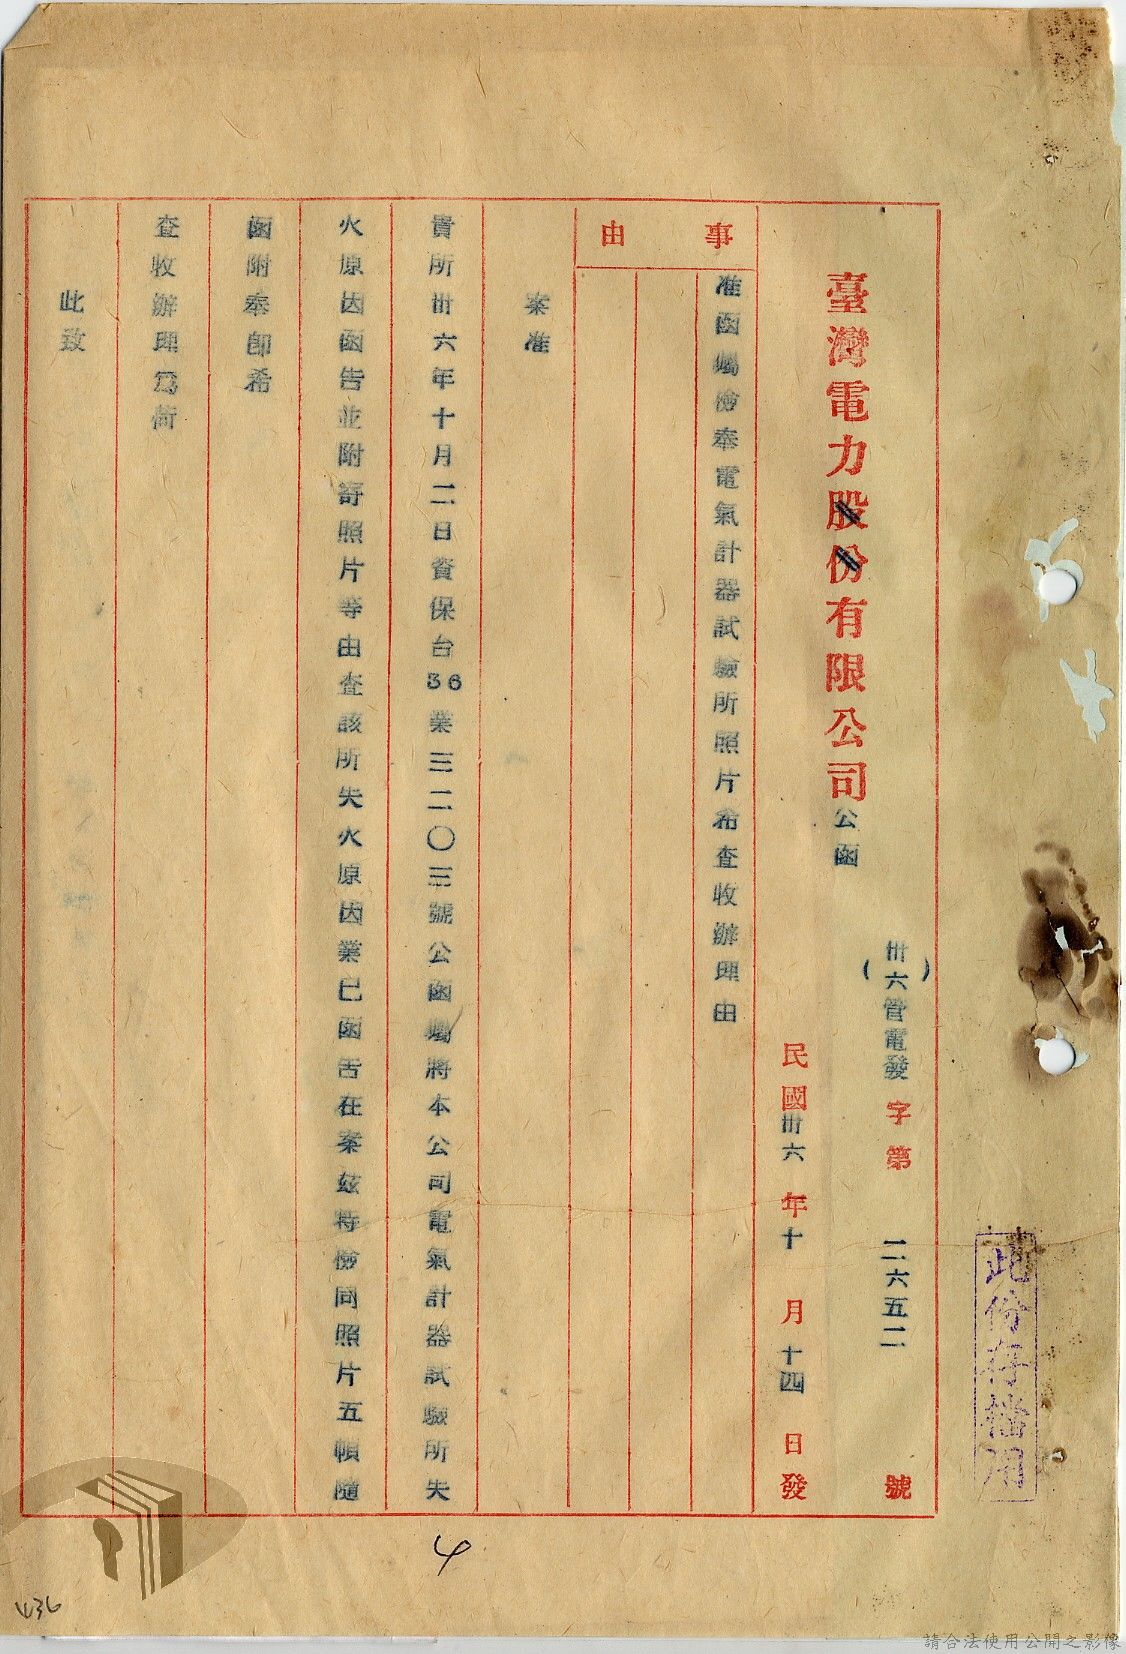 此份存檔用
(卅六管電發)字第 二六五二 號
臺灣電力股份有限公司公函
民國卅六年十月十四日發
事由
准函囑檢奉電氣計器試驗所照片希查收辦理由
案准
貴所卅六年十月二日資保台36業三二〇三號公函囑將本公司電氣計器試驗所失
火原因函告並附寄照片等由查該所失火原因業已函告在案茲特檢同照片五幀隨
函附奉卽希
查收辦理爲荷
此致
4
436
請合法使用公開之影像